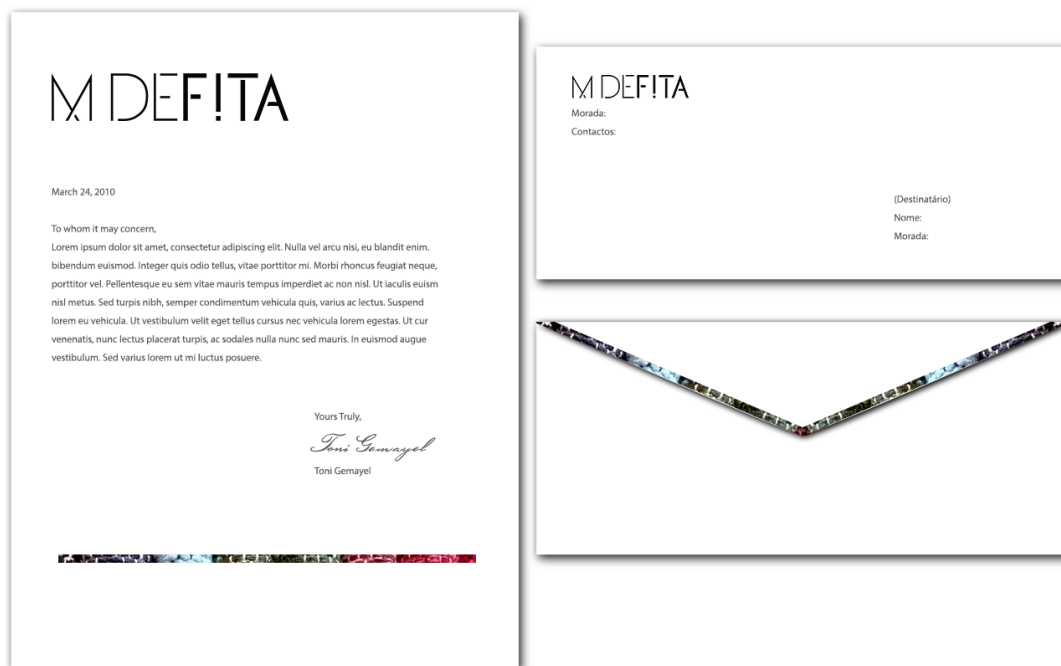 M DEF!TA
March 24, 2010
To whom it may concern,
Lorem ipsum dolor sit amet, consectetur adipiscing elit. Nulla vel arcu nisi, eu blandit enim.
bibendum euismod. Integer quis odio tellus, vitae porttitor mi. Morbi rhoncus feugiat neque,
porttitor vel. Pellentesque eu sem vitae mauris tempus imperdiet ac non nisl. Ut iaculis euism
nisl metus. Sed turpis nibh, semper condimentum vehicula quis, varius ac lectus. Suspend
lorem eu vehicula. Ut vestibulum velit eget tellus cursus nec vehicula lorem egestas. Ut cur
venenatis, nunc lectus placerat turpis, ac sodales nulla nunc sed mauris. In euismod augue
vestibulum. Sed varius lorem ut mi luctus posuere.
Yours Truly,
Toni Gemayel
Toni Gemayel
M DEF!TA
Morada:
Contactos:
(Destinatário)
Nome:
Morada: